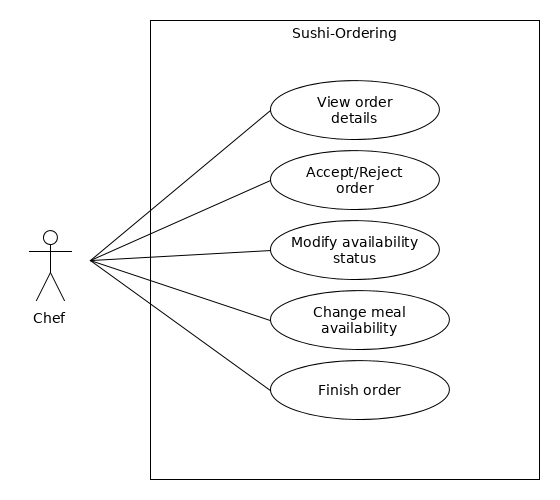 Sushi-Ordering
View order
details
Accept/Reject
order
Modify availability
status
Change meal
availability
Finish order
Chef